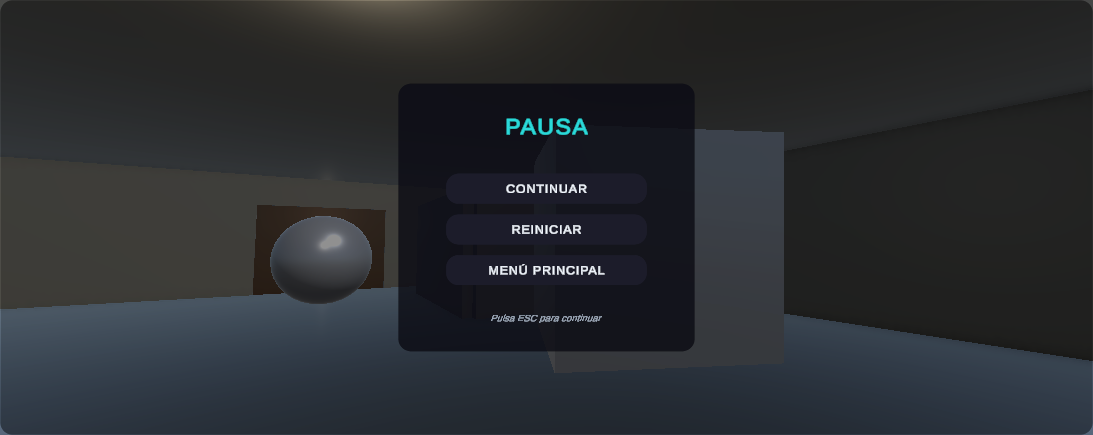 PAUSA
CONTINUAR
REINICIAR
MENÚ PRINCIPAL
Pulsa ESC para continuar